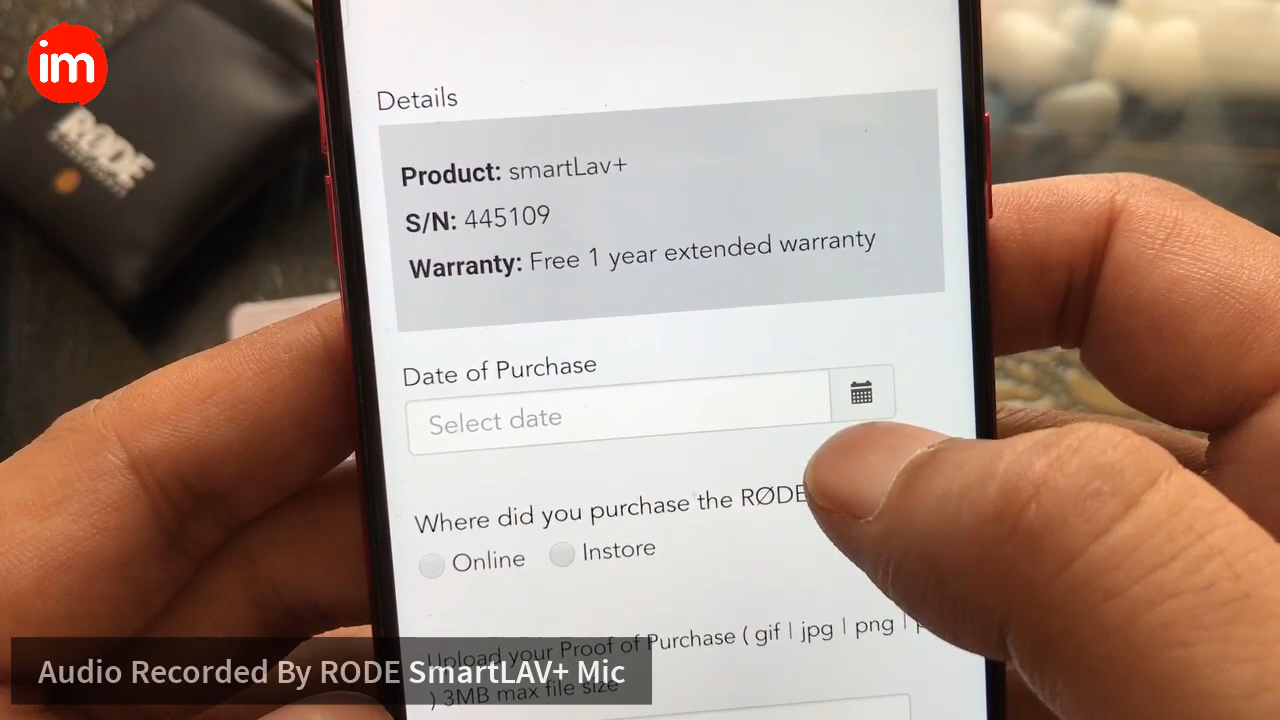 im
RODE
Details
Product: smartLav+
S/N: 445109
Warranty: Free 1 year extended warranty
Date of Purchase
Select date
Where did you purchase the RØDE
Online Instore
Upload your Proof of Purchase ( gif | jpg | png |
) 3MB max file size
Audio Recorded By RODE SmartLAV+ Mic